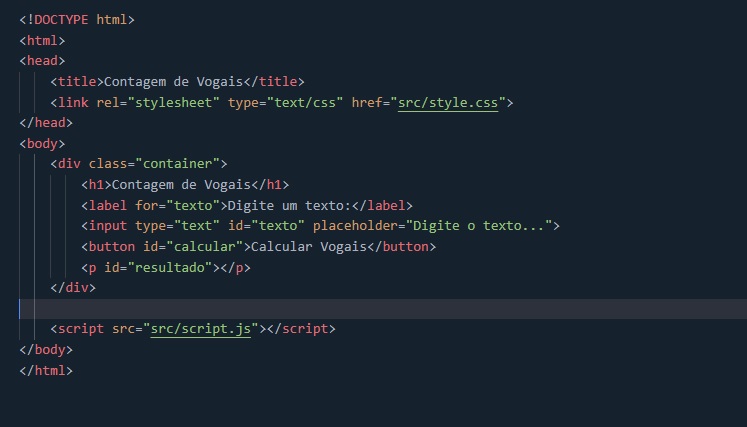 <!DOCTYPE html>
<html>
<head>
<title>Contagem de Vogais</title>
<link rel="stylesheet" type="text/css" href="src/style.css">
</head>
<body>
<div class="container">
<h1>Contagem de Vogais</h1>
<label for="texto">Digite um texto:</label>
<input type="text" id="texto" placeholder="Digite o texto...">
<button id="calcular">Calcular Vogais</button>
<p id="resultado"></p>
</div>
<script src="src/script.js"></script>
</body>
</html>